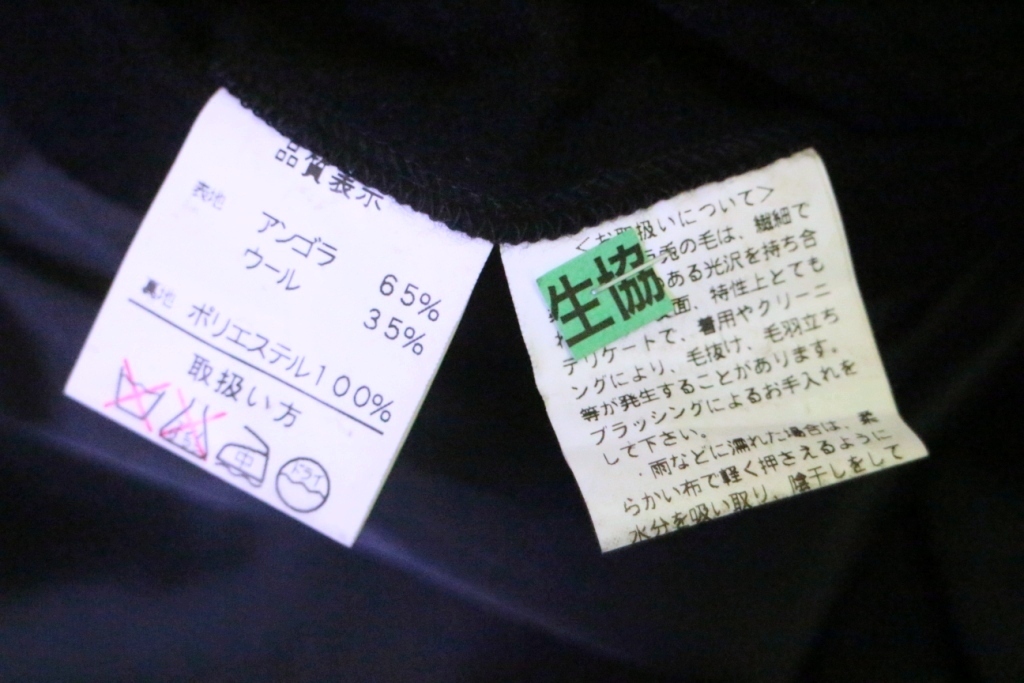 品質表示
表地
アンゴラ 65%
ウール 35%
裏地 ポリエステル100%
取扱い方
中
ドライ
<お取扱いについて>
兎の毛は、繊細で
ある光沢を持ち合
生協
面、特性上とても
デリケートで、着用やクリーニ
ングにより、毛抜け、毛羽立ち
等が発生することがあります。
ブラッシングによるお手入れを
して下さい。
・雨などに濡れた場合は、柔
らかい布で軽く押さえるように
水分を吸い取り、陰干しをして